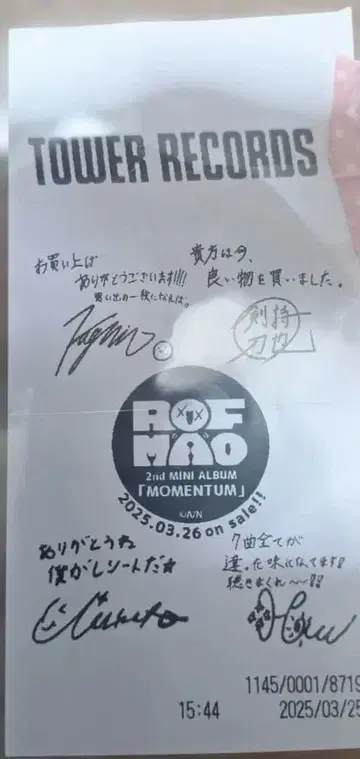 TOWER RECORDS
お買い上げ
ありがとうございます!!!!
買い出の一枚になれば。
貴方は今、
良い物を買いました。
剣持
刀也
ROF
MAO
2nd MINI ALBUM
「MOMENTUM」
©A/N
2025.03.26 on sale!!
ありがとうね
僕がレシートだ☆
7曲全てが
違った味になってます!
聴きまくれ〜〜!!
1145/0001/8719
15:44 2025/03/25